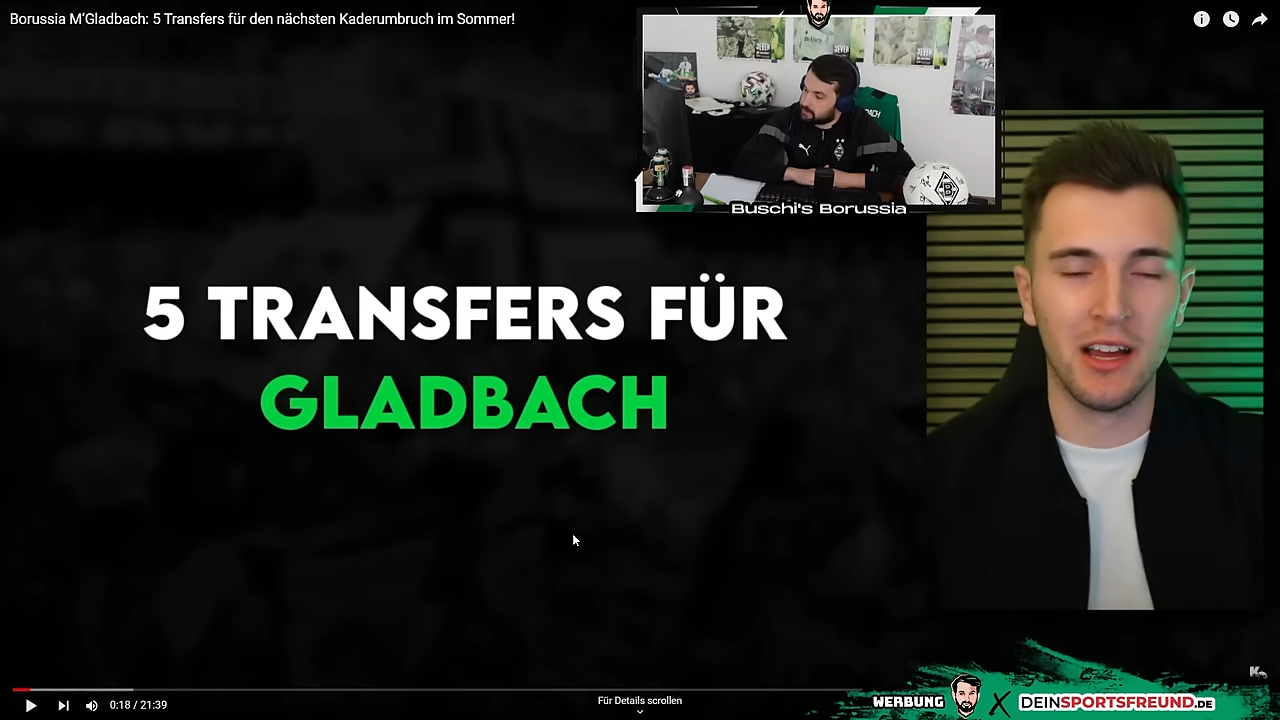 Borussia M'Gladbach: 5 Transfers für den nächsten Kaderumbruch im Sommer!
Buschi's Borussia
5 TRANSFERS FÜR
GLADBACH
Für Details scrollen
0:18 / 21:39
WERBUNG X DEINSPORTSFREUND.DE